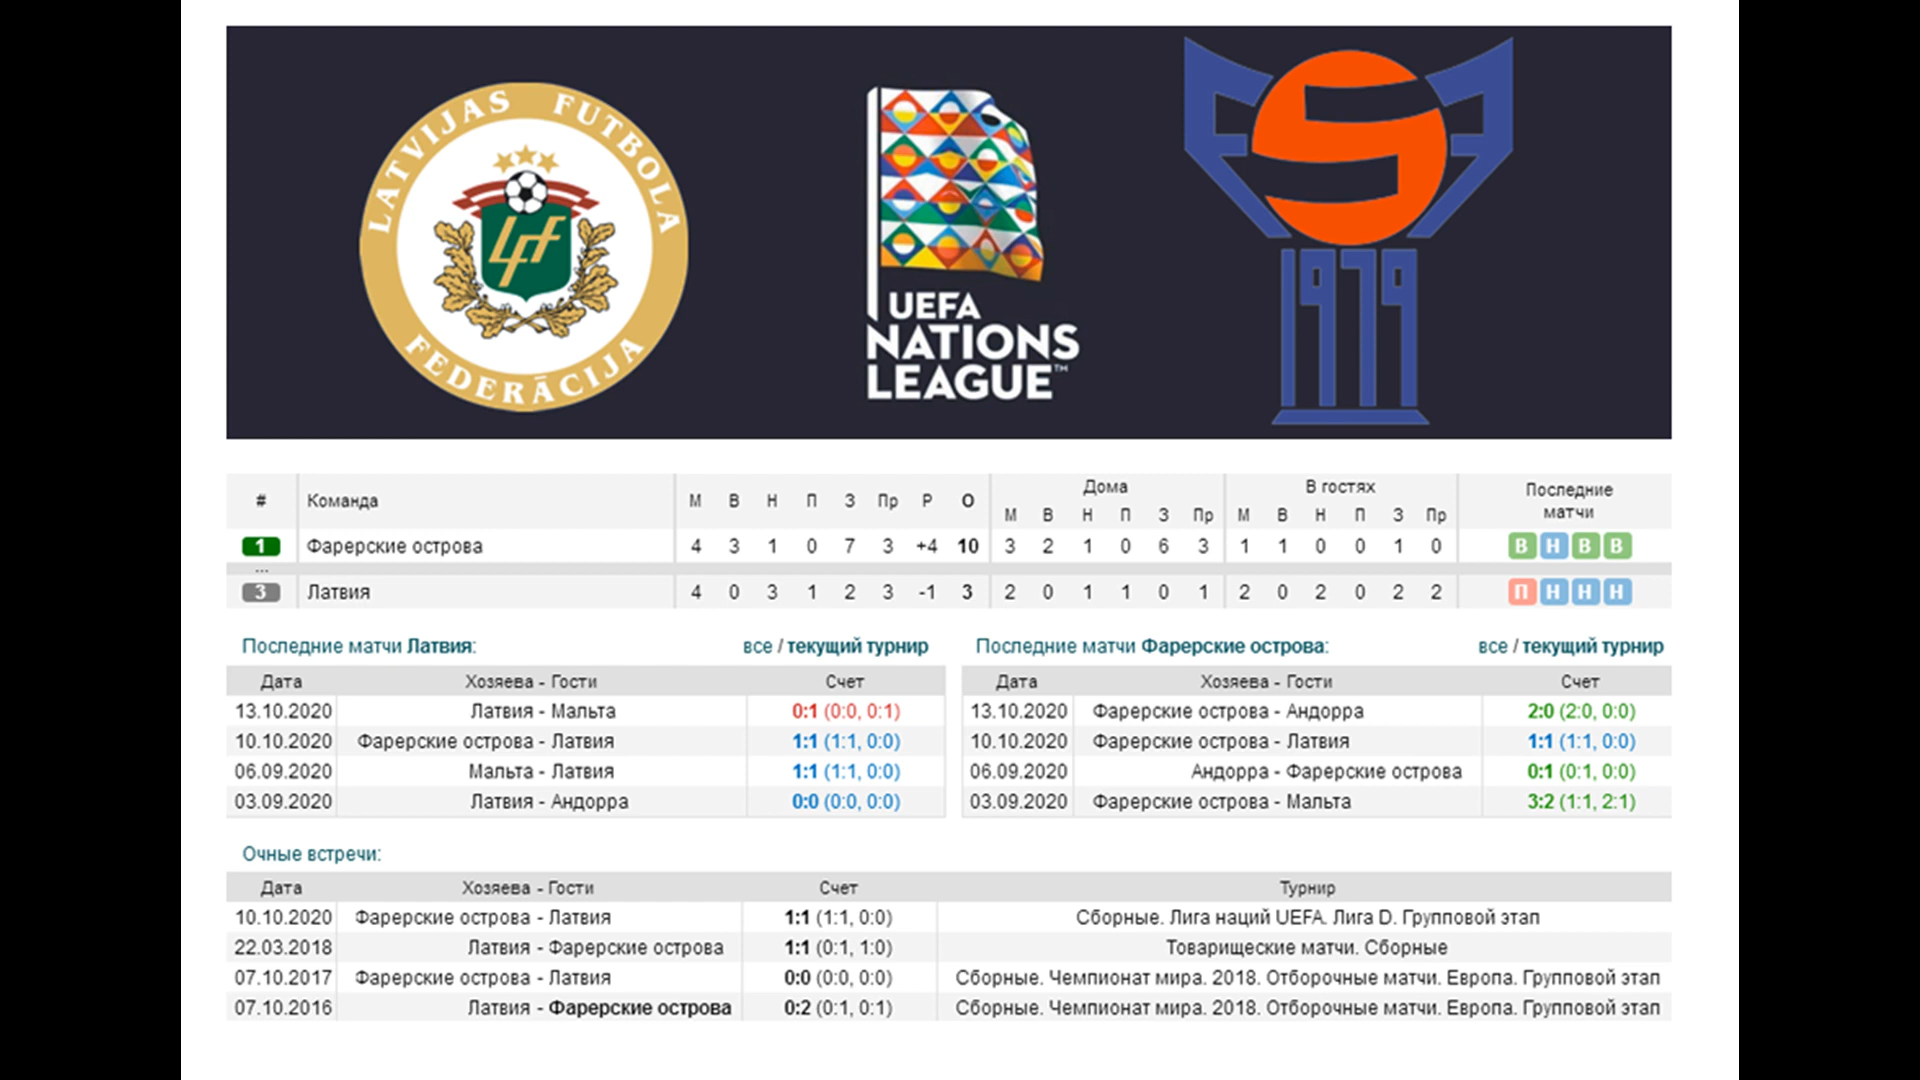 LATVIJAS FUTBOLA
FEDERĀCIJA
Lff
UEFA
NATIONS
LEAGUE™
FSF
1979
# Команда М В Н П З Пр Р О Дома В гостях Последние матчи
М В Н П З Пр М В Н П З Пр
1 Фарерские острова 4 3 1 0 7 3 +4 10 3 2 1 0 6 3 1 1 0 0 1 0 В Н В В
...
3 Латвия 4 0 3 1 2 3 -1 3 2 0 1 1 0 1 2 0 2 0 2 2 П Н Н Н
Последние матчи Латвия: все / текущий турнир
Дата Хозяева - Гости Счет
13.10.2020 Латвия - Мальта 0:1 (0:0, 0:1)
10.10.2020 Фарерские острова - Латвия 1:1 (1:1, 0:0)
06.09.2020 Мальта - Латвия 1:1 (1:1, 0:0)
03.09.2020 Латвия - Андорра 0:0 (0:0, 0:0)
Последние матчи Фарерские острова: все / текущий турнир
Дата Хозяева - Гости Счет
13.10.2020 Фарерские острова - Андорра 2:0 (2:0, 0:0)
10.10.2020 Фарерские острова - Латвия 1:1 (1:1, 0:0)
06.09.2020 Андорра - Фарерские острова 0:1 (0:1, 0:0)
03.09.2020 Фарерские острова - Мальта 3:2 (1:1, 2:1)
Очные встречи:
Дата Хозяева - Гости Счет Турнир
10.10.2020 Фарерские острова - Латвия 1:1 (1:1, 0:0) Сборные. Лига наций UEFA. Лига D. Групповой этап
22.03.2018 Латвия - Фарерские острова 1:1 (0:1, 1:0) Товарищеские матчи. Сборные
07.10.2017 Фарерские острова - Латвия 0:0 (0:0, 0:0) Сборные. Чемпионат мира. 2018. Отборочные матчи. Европа. Групповой этап
07.10.2016 Латвия - Фарерские острова 0:2 (0:1, 0:1) Сборные. Чемпионат мира. 2018. Отборочные матчи. Европа. Групповой этап